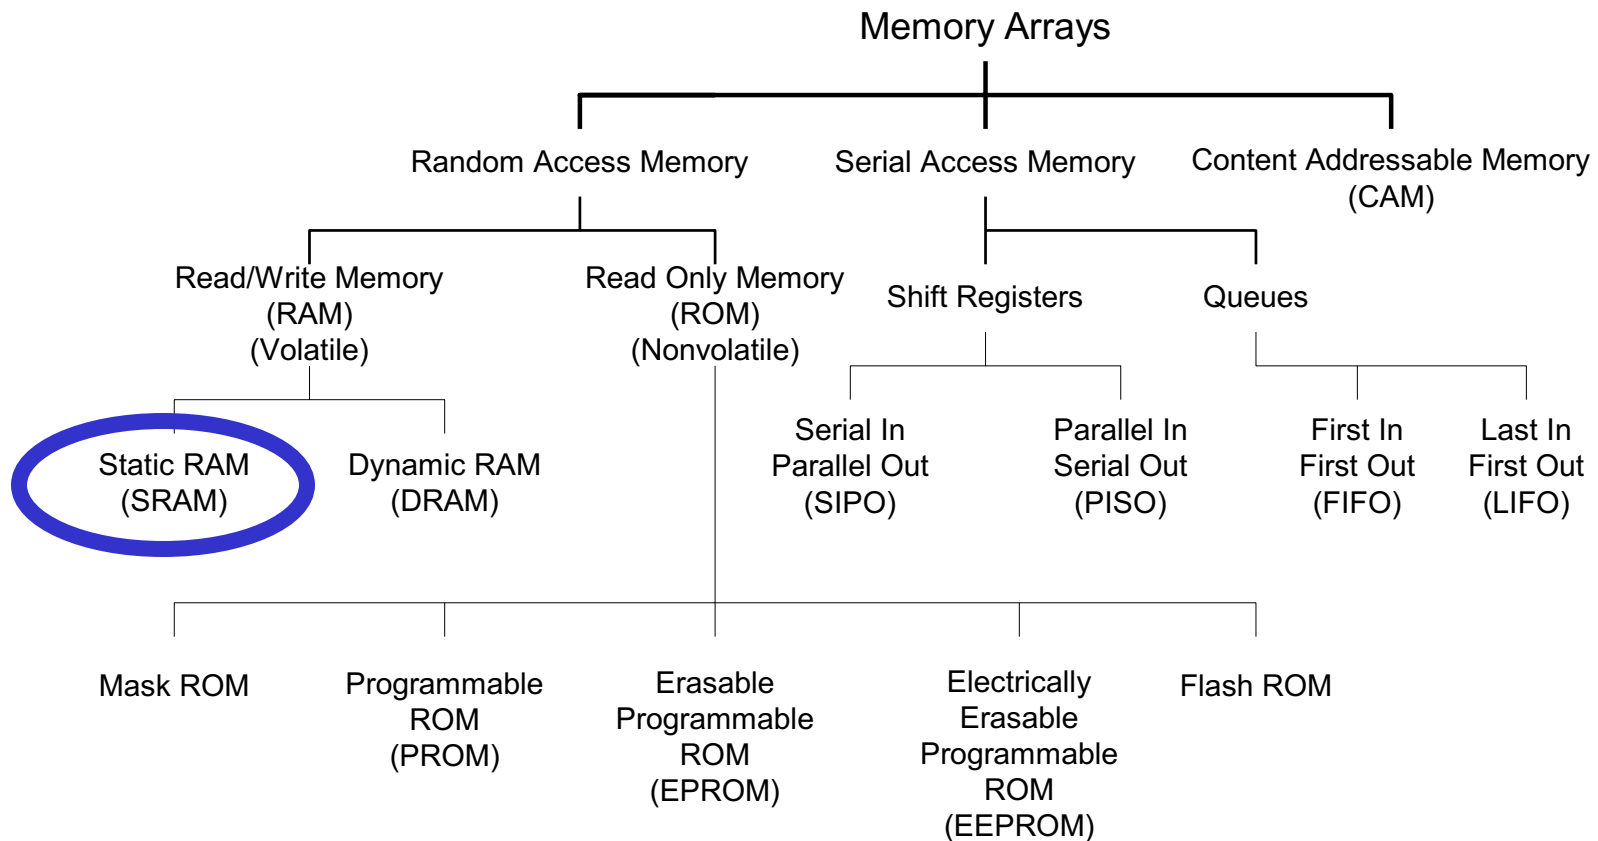 Memory Arrays
Random Access Memory
Serial Access Memory
Content Addressable Memory
(CAM)
Read/Write Memory
(RAM)
(Volatile)
Read Only Memory
(ROM)
(Nonvolatile)
Shift Registers
Queues
Static RAM
(SRAM)
Dynamic RAM
(DRAM)
Serial In
Parallel Out
(SIPO)
Parallel In
Serial Out
(PISO)
First In
First Out
(FIFO)
Last In
First Out
(LIFO)
Mask ROM
Programmable
ROM
(PROM)
Erasable
Programmable
ROM
(EPROM)
Electrically
Erasable
Programmable
ROM
(EEPROM)
Flash ROM